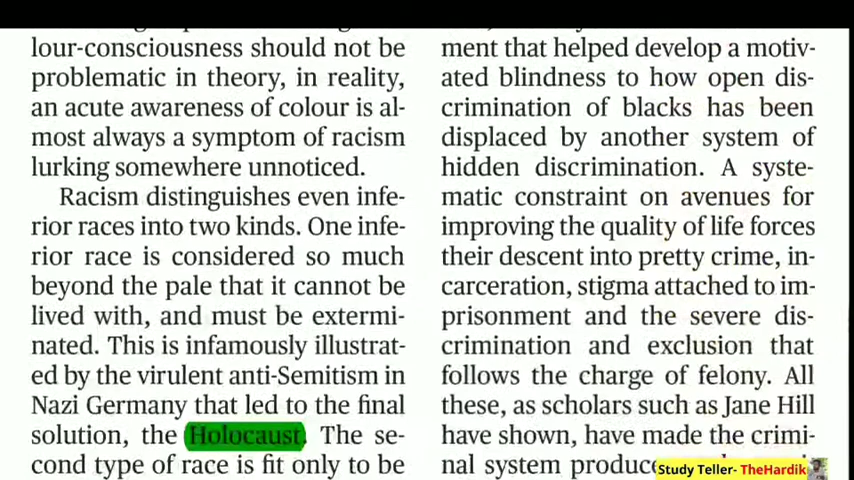 lour-consciousness should not be
problematic in theory, in reality,
an acute awareness of colour is al-
most always a symptom of racism
lurking somewhere unnoticed.
Racism distinguishes even infe-
rior races into two kinds. One infe-
rior race is considered so much
beyond the pale that it cannot be
lived with, and must be extermi-
nated. This is infamously illustrat-
ed by the virulent anti-Semitism in
Nazi Germany that led to the final
solution, the Holocaust. The se-
cond type of race is fit only to be
ment that helped develop a motiv-
ated blindness to how open dis-
crimination of blacks has been
displaced by another system of
hidden discrimination. A syste-
matic constraint on avenues for
improving the quality of life forces
their descent into pretty crime, in-
carceration, stigma attached to im-
prisonment and the severe dis-
crimination and exclusion that
follows the charge of felony. All
these, as scholars such as Jane Hill
have shown, have made the crimi-
nal system produce
Study Teller- TheHardik